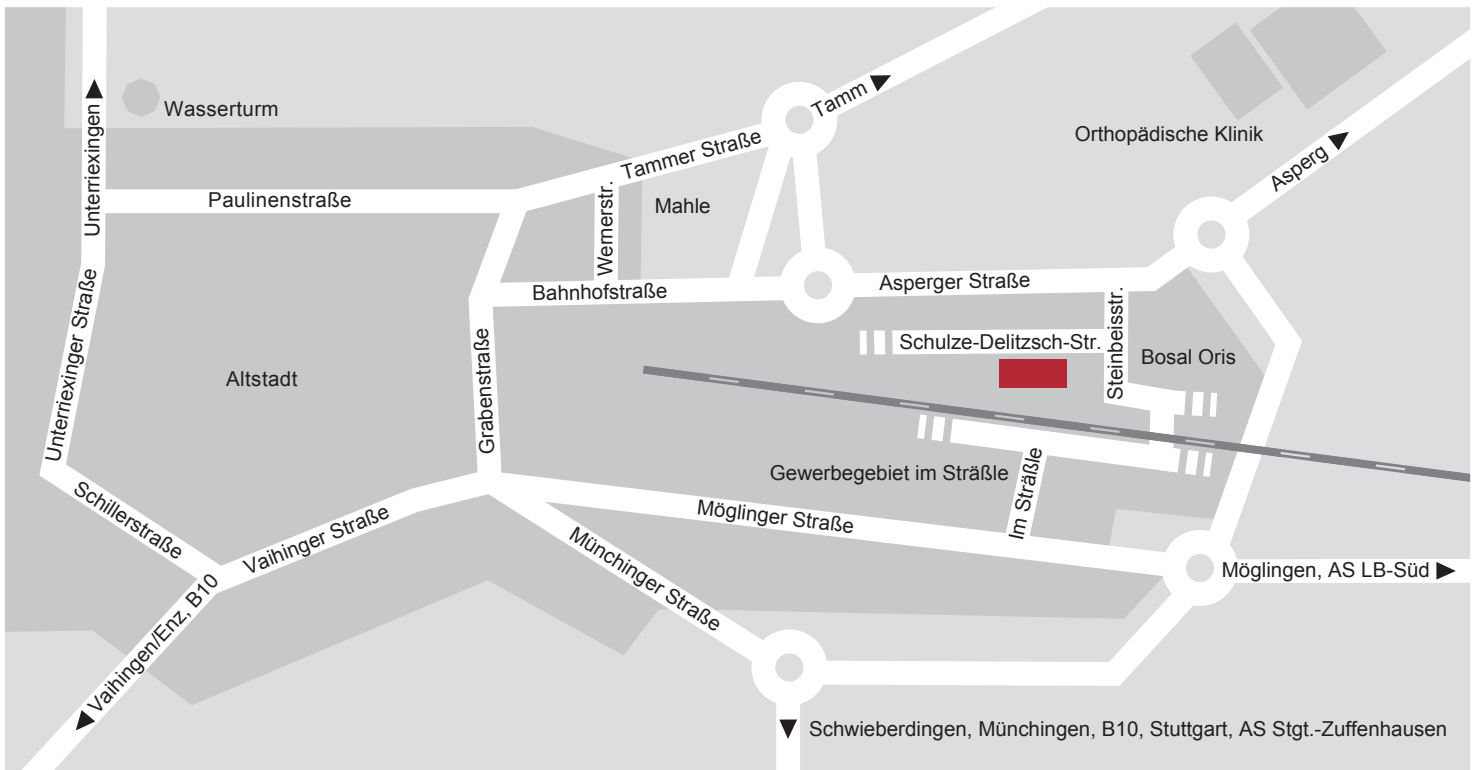 Tamm
Wasserturm
Unterriexingen
Orthopädische Klinik
Tammer Straße
Asperg
Paulinenstraße
Wernerstr.
Mahle
Bahnhofstraße
Asperger Straße
Unterriexinger Straße
Grabenstraße
Schulze-Delitzsch-Str.
Steinbeisstr.
Bosal Oris
Altstadt
Gewerbegebiet im Sträßle
Im Sträßle
Schillerstraße
Vaihinger Straße
Möglinger Straße
Münchinger Straße
Möglingen, AS LB-Süd
Vaihingen/Enz, B10
Schwieberdingen, Münchingen, B10, Stuttgart, AS Stgt.-Zuffenhausen